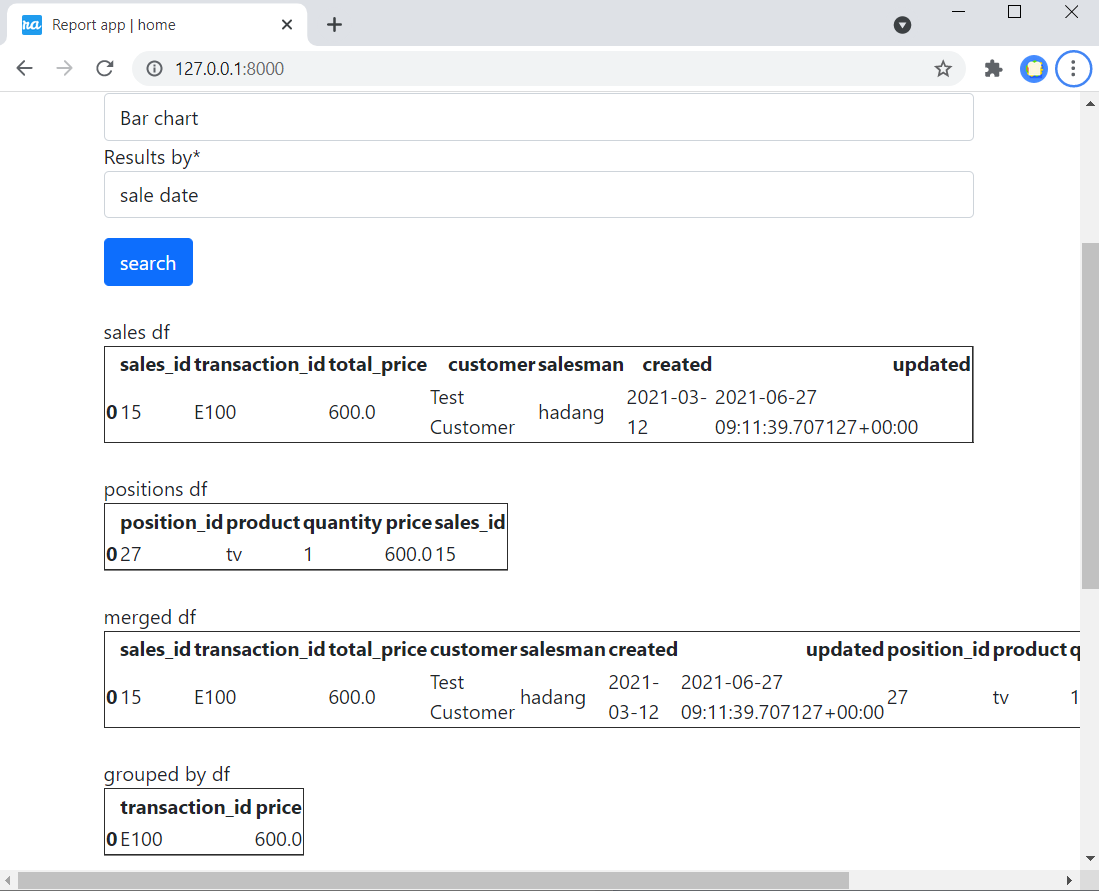 ra Report app | home
127.0.0.1:8000
Bar chart
Results by*
sale date
search
sales df
sales_id transaction_id total_price customer salesman created updated
0 15 E100 600.0 Test Customer hadang 2021-03-12 2021-06-27 09:11:39.707127+00:00
positions df
position_id product quantity price sales_id
0 27 tv 1 600.0 15
merged df
sales_id transaction_id total_price customer salesman created updated position_id product q
0 15 E100 600.0 Test Customer hadang 2021-03-12 2021-06-27 09:11:39.707127+00:00 27 tv 1
grouped by df
transaction_id price
0 E100 600.0